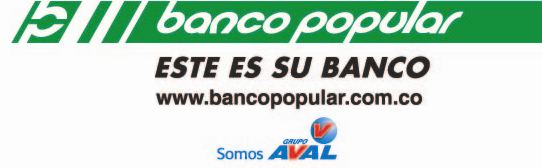 banco popular
ESTE ES SU BANCO
www.bancopopular.com.co
GRUPO
Somos AVAL